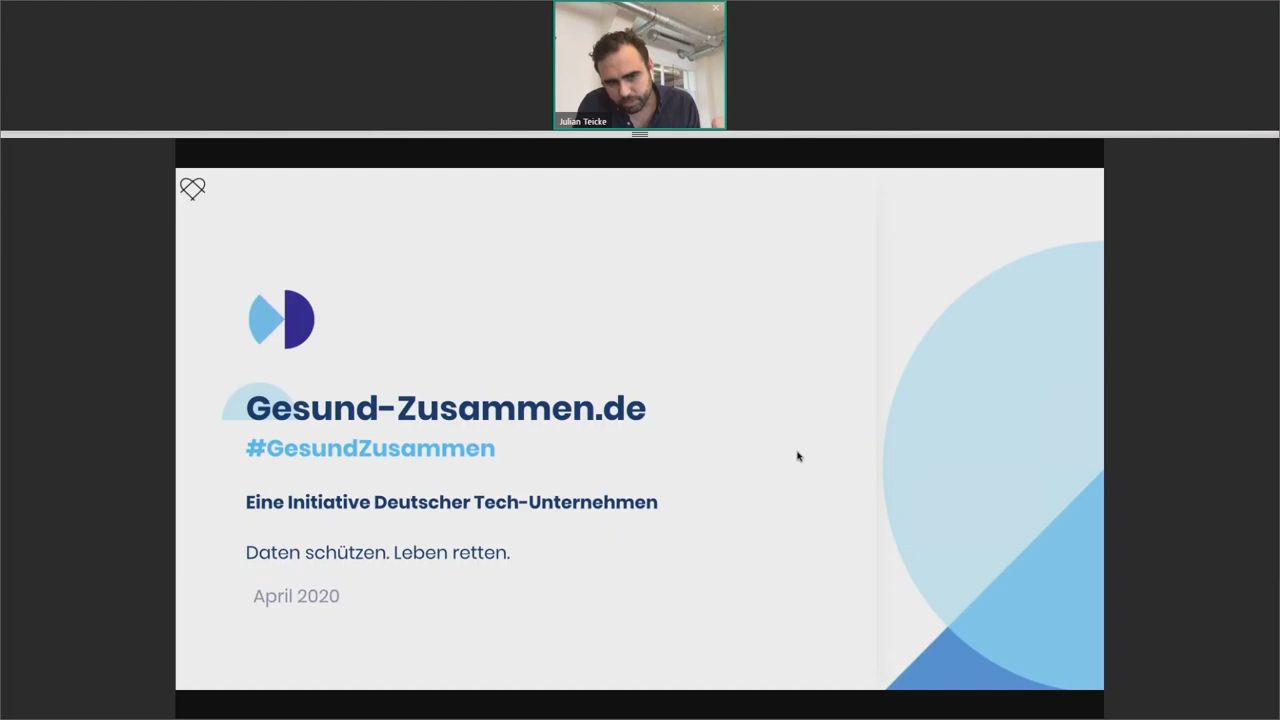 Julian Teicke
Gesund-Zusammen.de
#GesundZusammen
Eine Initiative Deutscher Tech-Unternehmen
Daten schützen. Leben retten.
April 2020